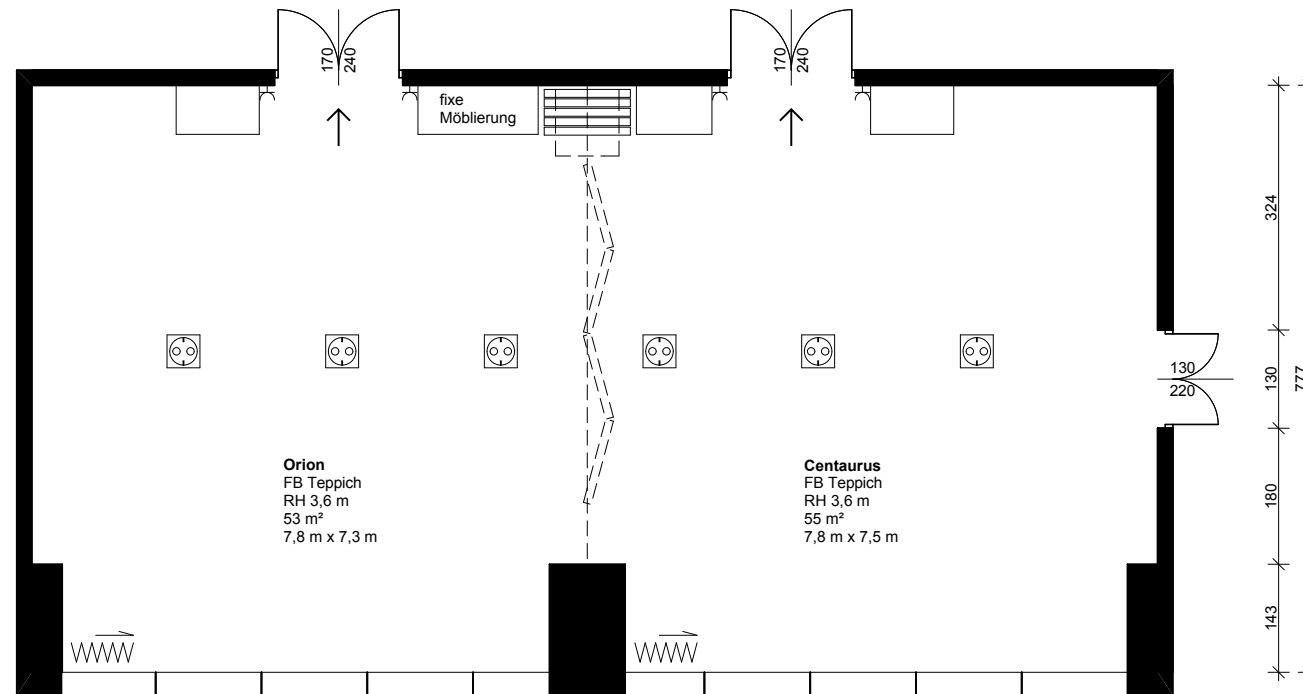 170
240
170
240
fixe
Möblierung
324
130
220
130
777
Orion
FB Teppich
RH 3,6 m
53 m²
7,8 m x 7,3 m
Centaurus
FB Teppich
RH 3,6 m
55 m²
7,8 m x 7,5 m
180
143